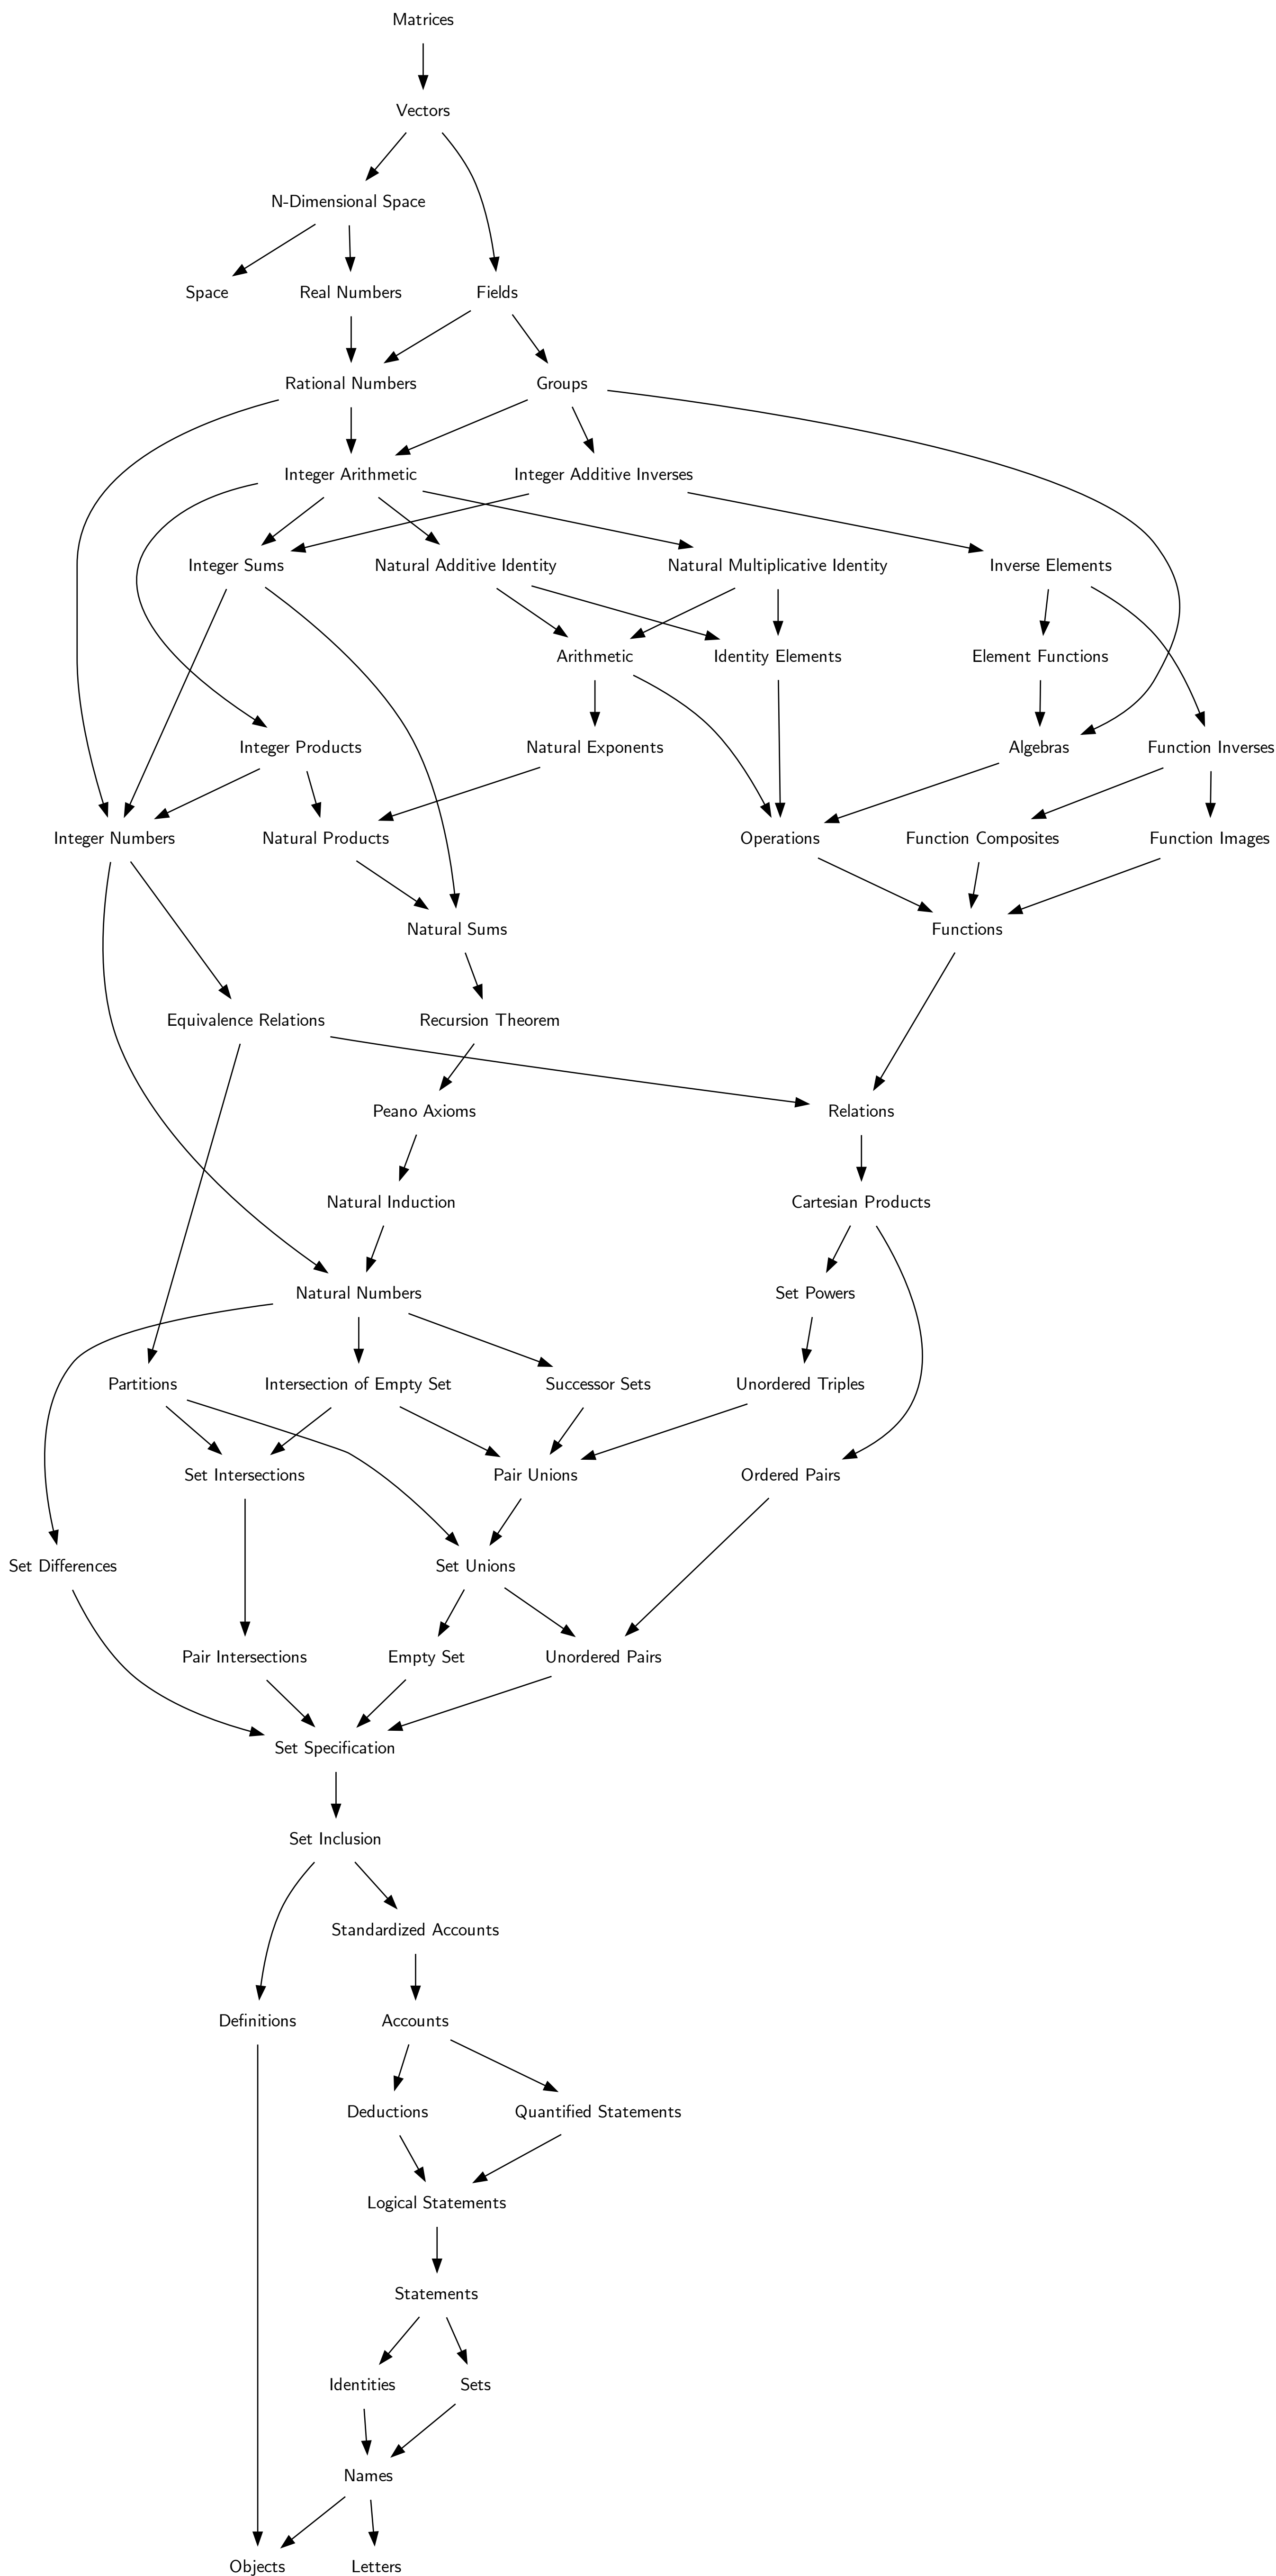 Matrices
Vectors
N-Dimensional Space
Space
Real Numbers
Fields
Rational Numbers
Groups
Integer Arithmetic
Integer Additive Inverses
Integer Sums
Natural Additive Identity
Natural Multiplicative Identity
Inverse Elements
Arithmetic
Identity Elements
Element Functions
Integer Products
Natural Exponents
Algebras
Function Inverses
Integer Numbers
Natural Products
Operations
Function Composites
Function Images
Natural Sums
Functions
Equivalence Relations
Recursion Theorem
Peano Axioms
Relations
Natural Induction
Cartesian Products
Natural Numbers
Set Powers
Partitions
Intersection of Empty Set
Successor Sets
Unordered Triples
Set Intersections
Pair Unions
Ordered Pairs
Set Differences
Set Unions
Pair Intersections
Empty Set
Unordered Pairs
Set Specification
Set Inclusion
Standardized Accounts
Definitions
Accounts
Deductions
Quantified Statements
Logical Statements
Statements
Identities
Sets
Names
Objects
Letters